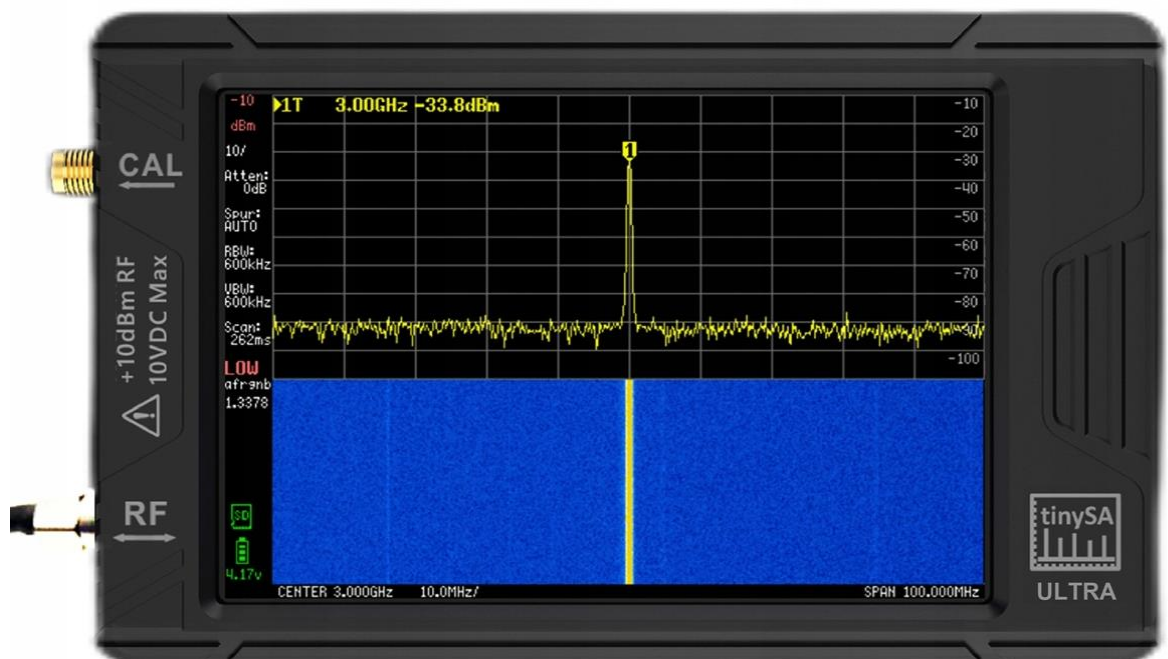 -10
dBm
10/
Atten:
0dB
Spur:
AUTO
RBW:
600kHz
VBW:
600kHz
Scan:
262ms
LOW
afrgnb
1.3378
SD
4.17v
1T 3.00GHz -33.8dBm
1
-10
-20
-30
-40
-50
-60
-70
-80
-90
-100
CENTER 3.000GHz 10.0MHz/ SPAN 100.000MHz
CAL
+10dBm RF
10VDC Max
RF
tinySA
ULTRA